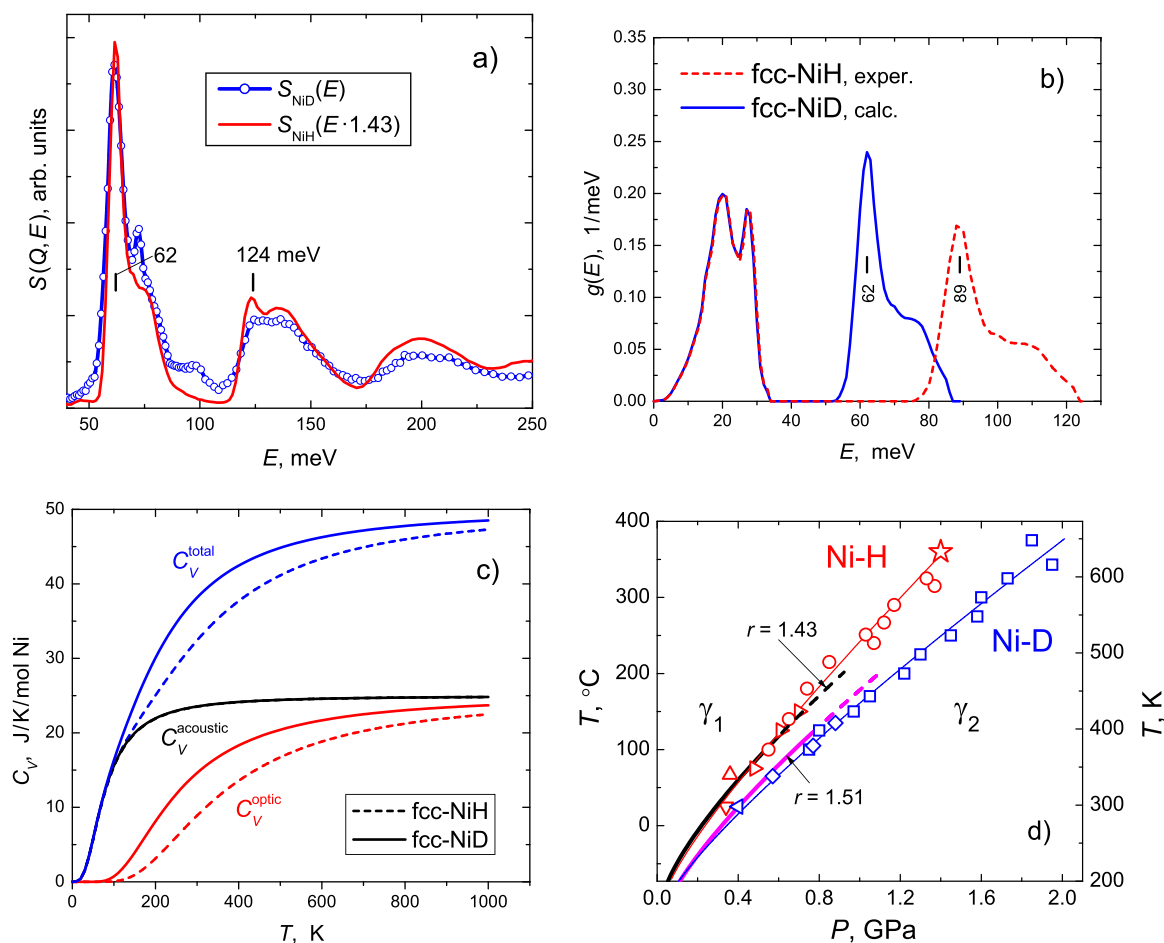 a)
S_NiD(E)
S_NiH(E·1.43)
62
124 meV
S(Q,E), arb. units
50
100
150
200
250
E, meV
b)
fcc-NiH, exper.
fcc-NiD, calc.
0.35
0.30
0.25
0.20
0.15
0.10
0.05
0.00
g(E), 1/meV
62
89
0
20
40
60
80
100
120
E, meV
c)
50
40
30
20
10
0
C_V, J/K/mol Ni
C_V^total
C_V^acoustic
C_V^optic
fcc-NiH
fcc-NiD
0
200
400
600
800
1000
T, K
d)
400
350
300
250
200
150
100
50
0
T, °C
Ni-H
Ni-D
r = 1.43
r = 1.51
γ₁
γ₂
600
500
400
300
200
T, K
0.4
0.8
1.2
1.6
2.0
P, GPa